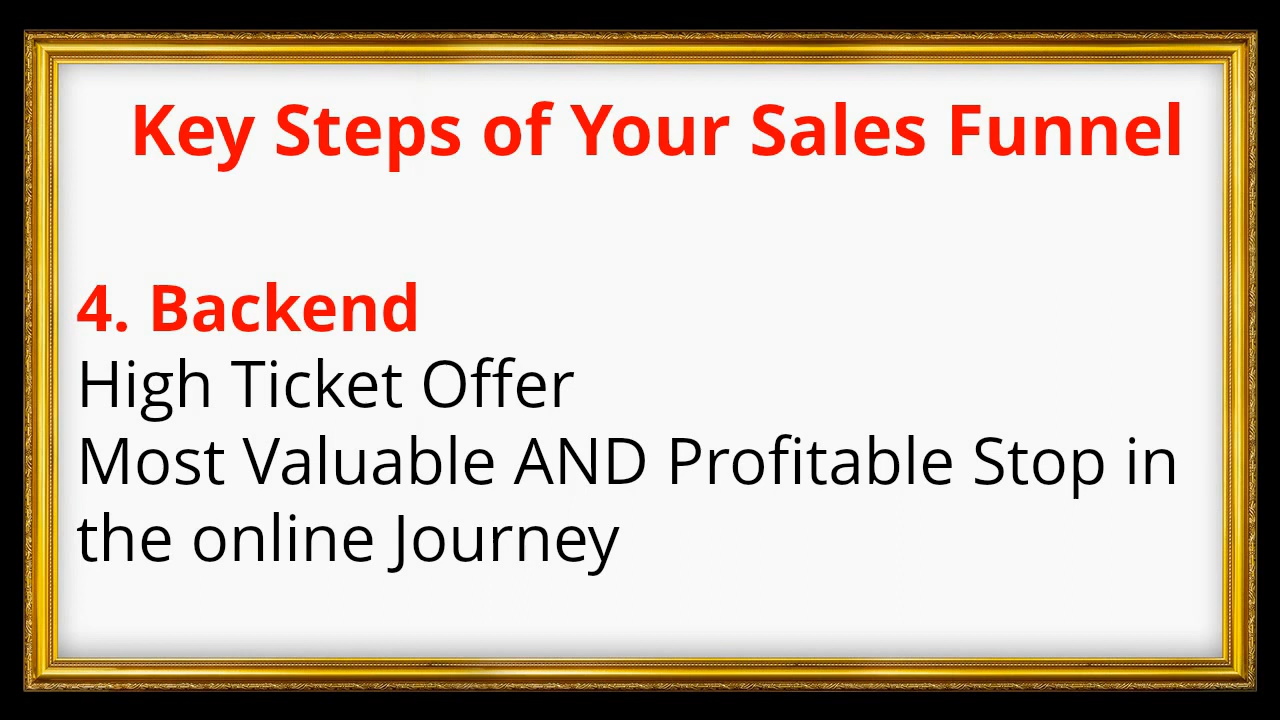 Key Steps of Your Sales Funnel
4. Backend
High Ticket Offer
Most Valuable AND Profitable Stop in
the online Journey